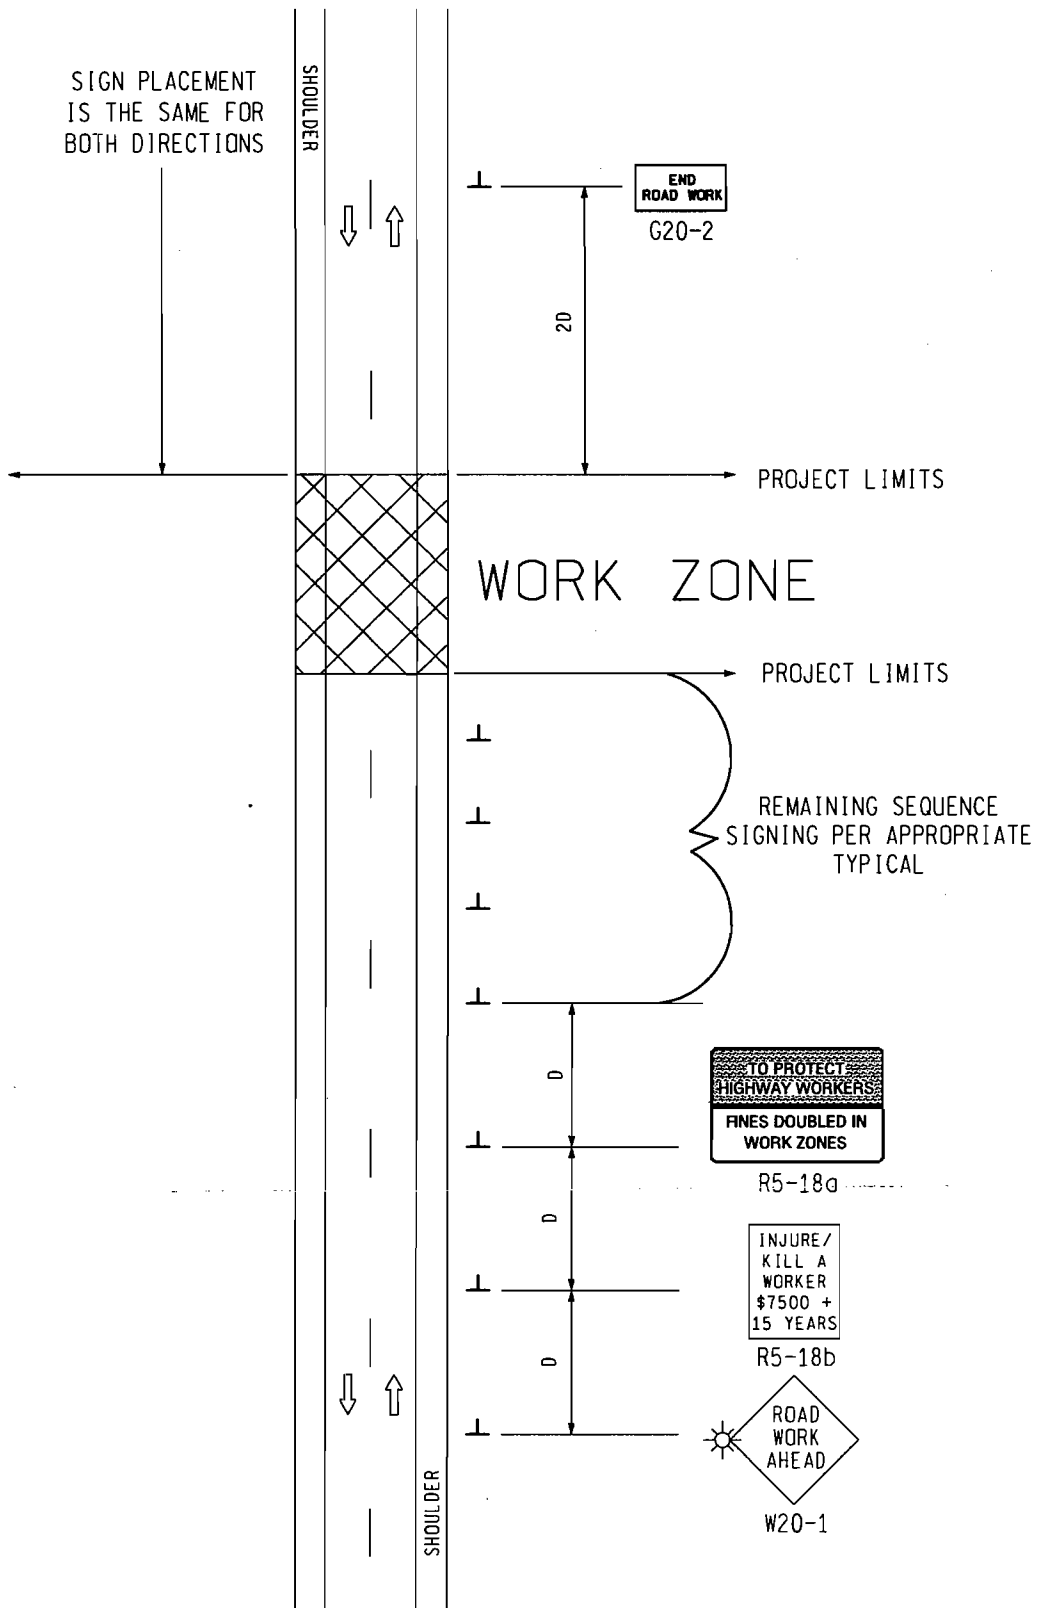 SIGN PLACEMENT
IS THE SAME FOR
BOTH DIRECTIONS
SHOULDER
END
ROAD WORK
G20-2
2D
PROJECT LIMITS
WORK ZONE
PROJECT LIMITS
REMAINING SEQUENCE
SIGNING PER APPROPRIATE
TYPICAL
D
TO PROTECT
HIGHWAY WORKERS
FINES DOUBLED IN
WORK ZONES
R5-18a
D
INJURE/
KILL A
WORKER
$7500 +
15 YEARS
R5-18b
D
ROAD
WORK
AHEAD
W20-1
SHOULDER